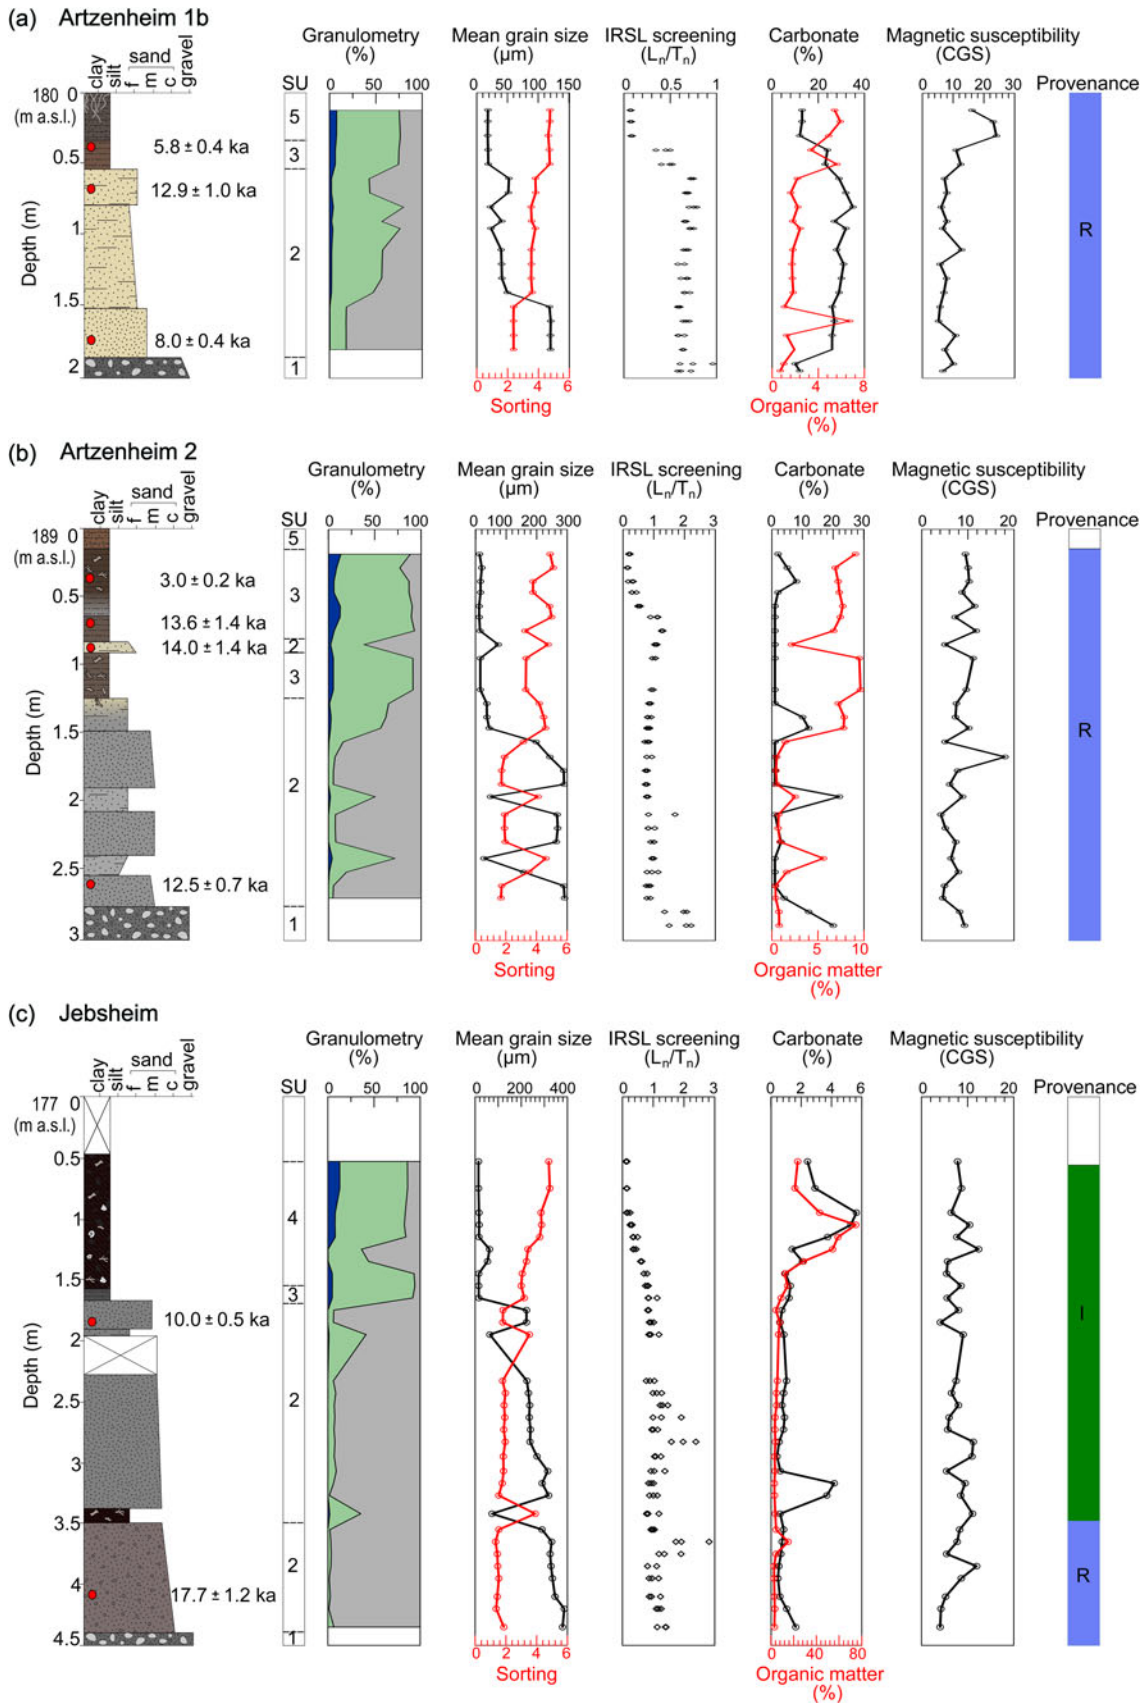 (a) Artzenheim 1b
clay
silt
sand
f m c
gravel
SU
Granulometry
(%)
0 50 100
Mean grain size
(µm)
0 50 100 150
IRSL screening
(Ln/Tn)
0 0.5 1
Carbonate
(%)
0 20 40
Magnetic susceptibility
(CGS)
0 10 20 30
Provenance
180 0
(m a.s.l.)
0.5
1
1.5
2
Depth (m)
5.8 ± 0.4 ka
12.9 ± 1.0 ka
8.0 ± 0.4 ka
5
3
2
1
R
0 2 4 6
Sorting
0 4 8
Organic matter
(%)
(b) Artzenheim 2
clay
silt
sand
f m c
gravel
SU
Granulometry
(%)
0 50 100
Mean grain size
(µm)
0 100 200 300
IRSL screening
(Ln/Tn)
0 1 2 3
Carbonate
(%)
0 10 20 30
Magnetic susceptibility
(CGS)
0 10 20 30
Provenance
189 0
(m a.s.l.)
0.5
1
1.5
2
2.5
3
Depth (m)
3.0 ± 0.2 ka
13.6 ± 1.4 ka
14.0 ± 1.4 ka
12.5 ± 0.7 ka
5
3
2
3
2
1
R
0 2 4 6
Sorting
0 5 10
Organic matter
(%)
(c) Jebsheim
clay
silt
sand
f m c
gravel
SU
Granulometry
(%)
0 50 100
Mean grain size
(µm)
0 200 400
IRSL screening
(Ln/Tn)
0 1 2 3
Carbonate
(%)
0 2 4 6
Magnetic susceptibility
(CGS)
0 10 20
Provenance
177 0
(m a.s.l.)
0.5
1
1.5
2
2.5
3
3.5
4
4.5
Depth (m)
10.0 ± 0.5 ka
17.7 ± 1.2 ka
4
3
2
2
1
I
R
0 2 4 6
Sorting
0 40 80
Organic matter
(%)